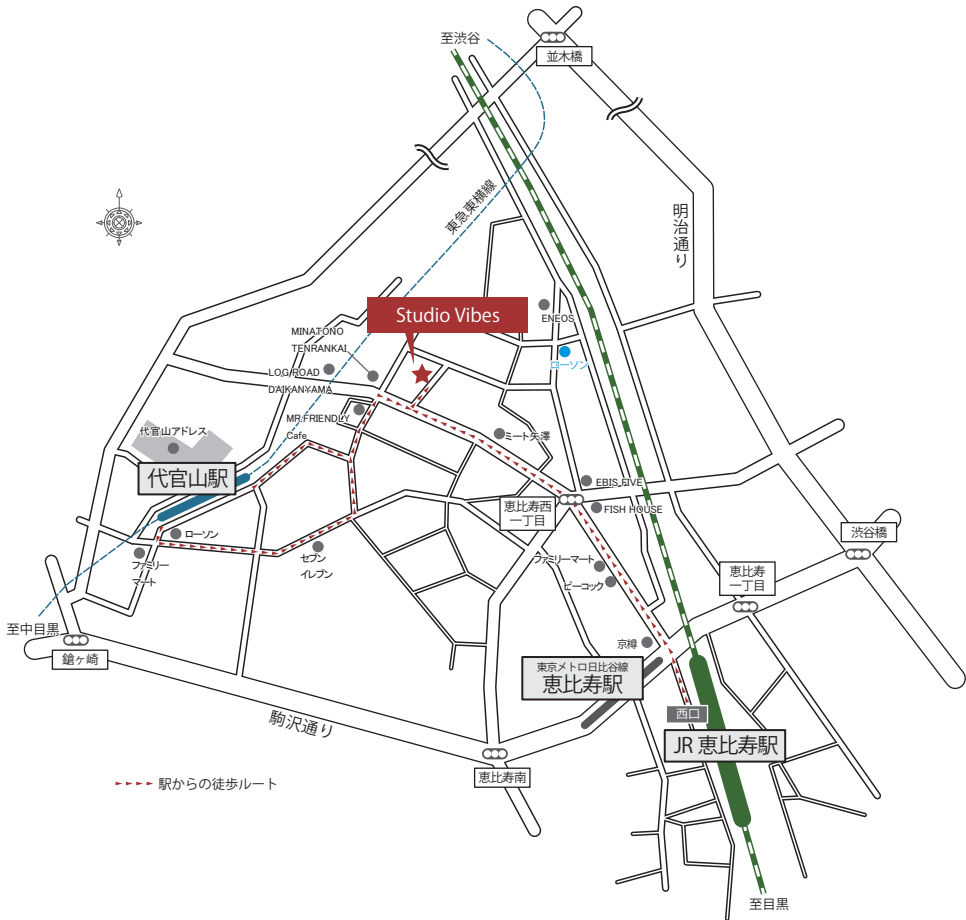 至渋谷
並木橋
東急東横線
明治通り
Studio Vibes
ENEOS
ローソン
MINATONO
TENRANKAI
LOG ROAD
DAIKANYAMA
MR.FRIENDLY
Cafe
代官山アドレス
代官山駅
ミート矢澤
EBIS FIVE
FISH HOUSE
恵比寿西
一丁目
渋谷橋
ローソン
ファミリー
マート
セブン
イレブン
ファミリーマート
ピーコック
恵比寿
一丁目
至中目黒
鎗ヶ崎
京樽
東京メトロ日比谷線
恵比寿駅
西口
JR 恵比寿駅
駒沢通り
恵比寿南
駅からの徒歩ルート
至目黒